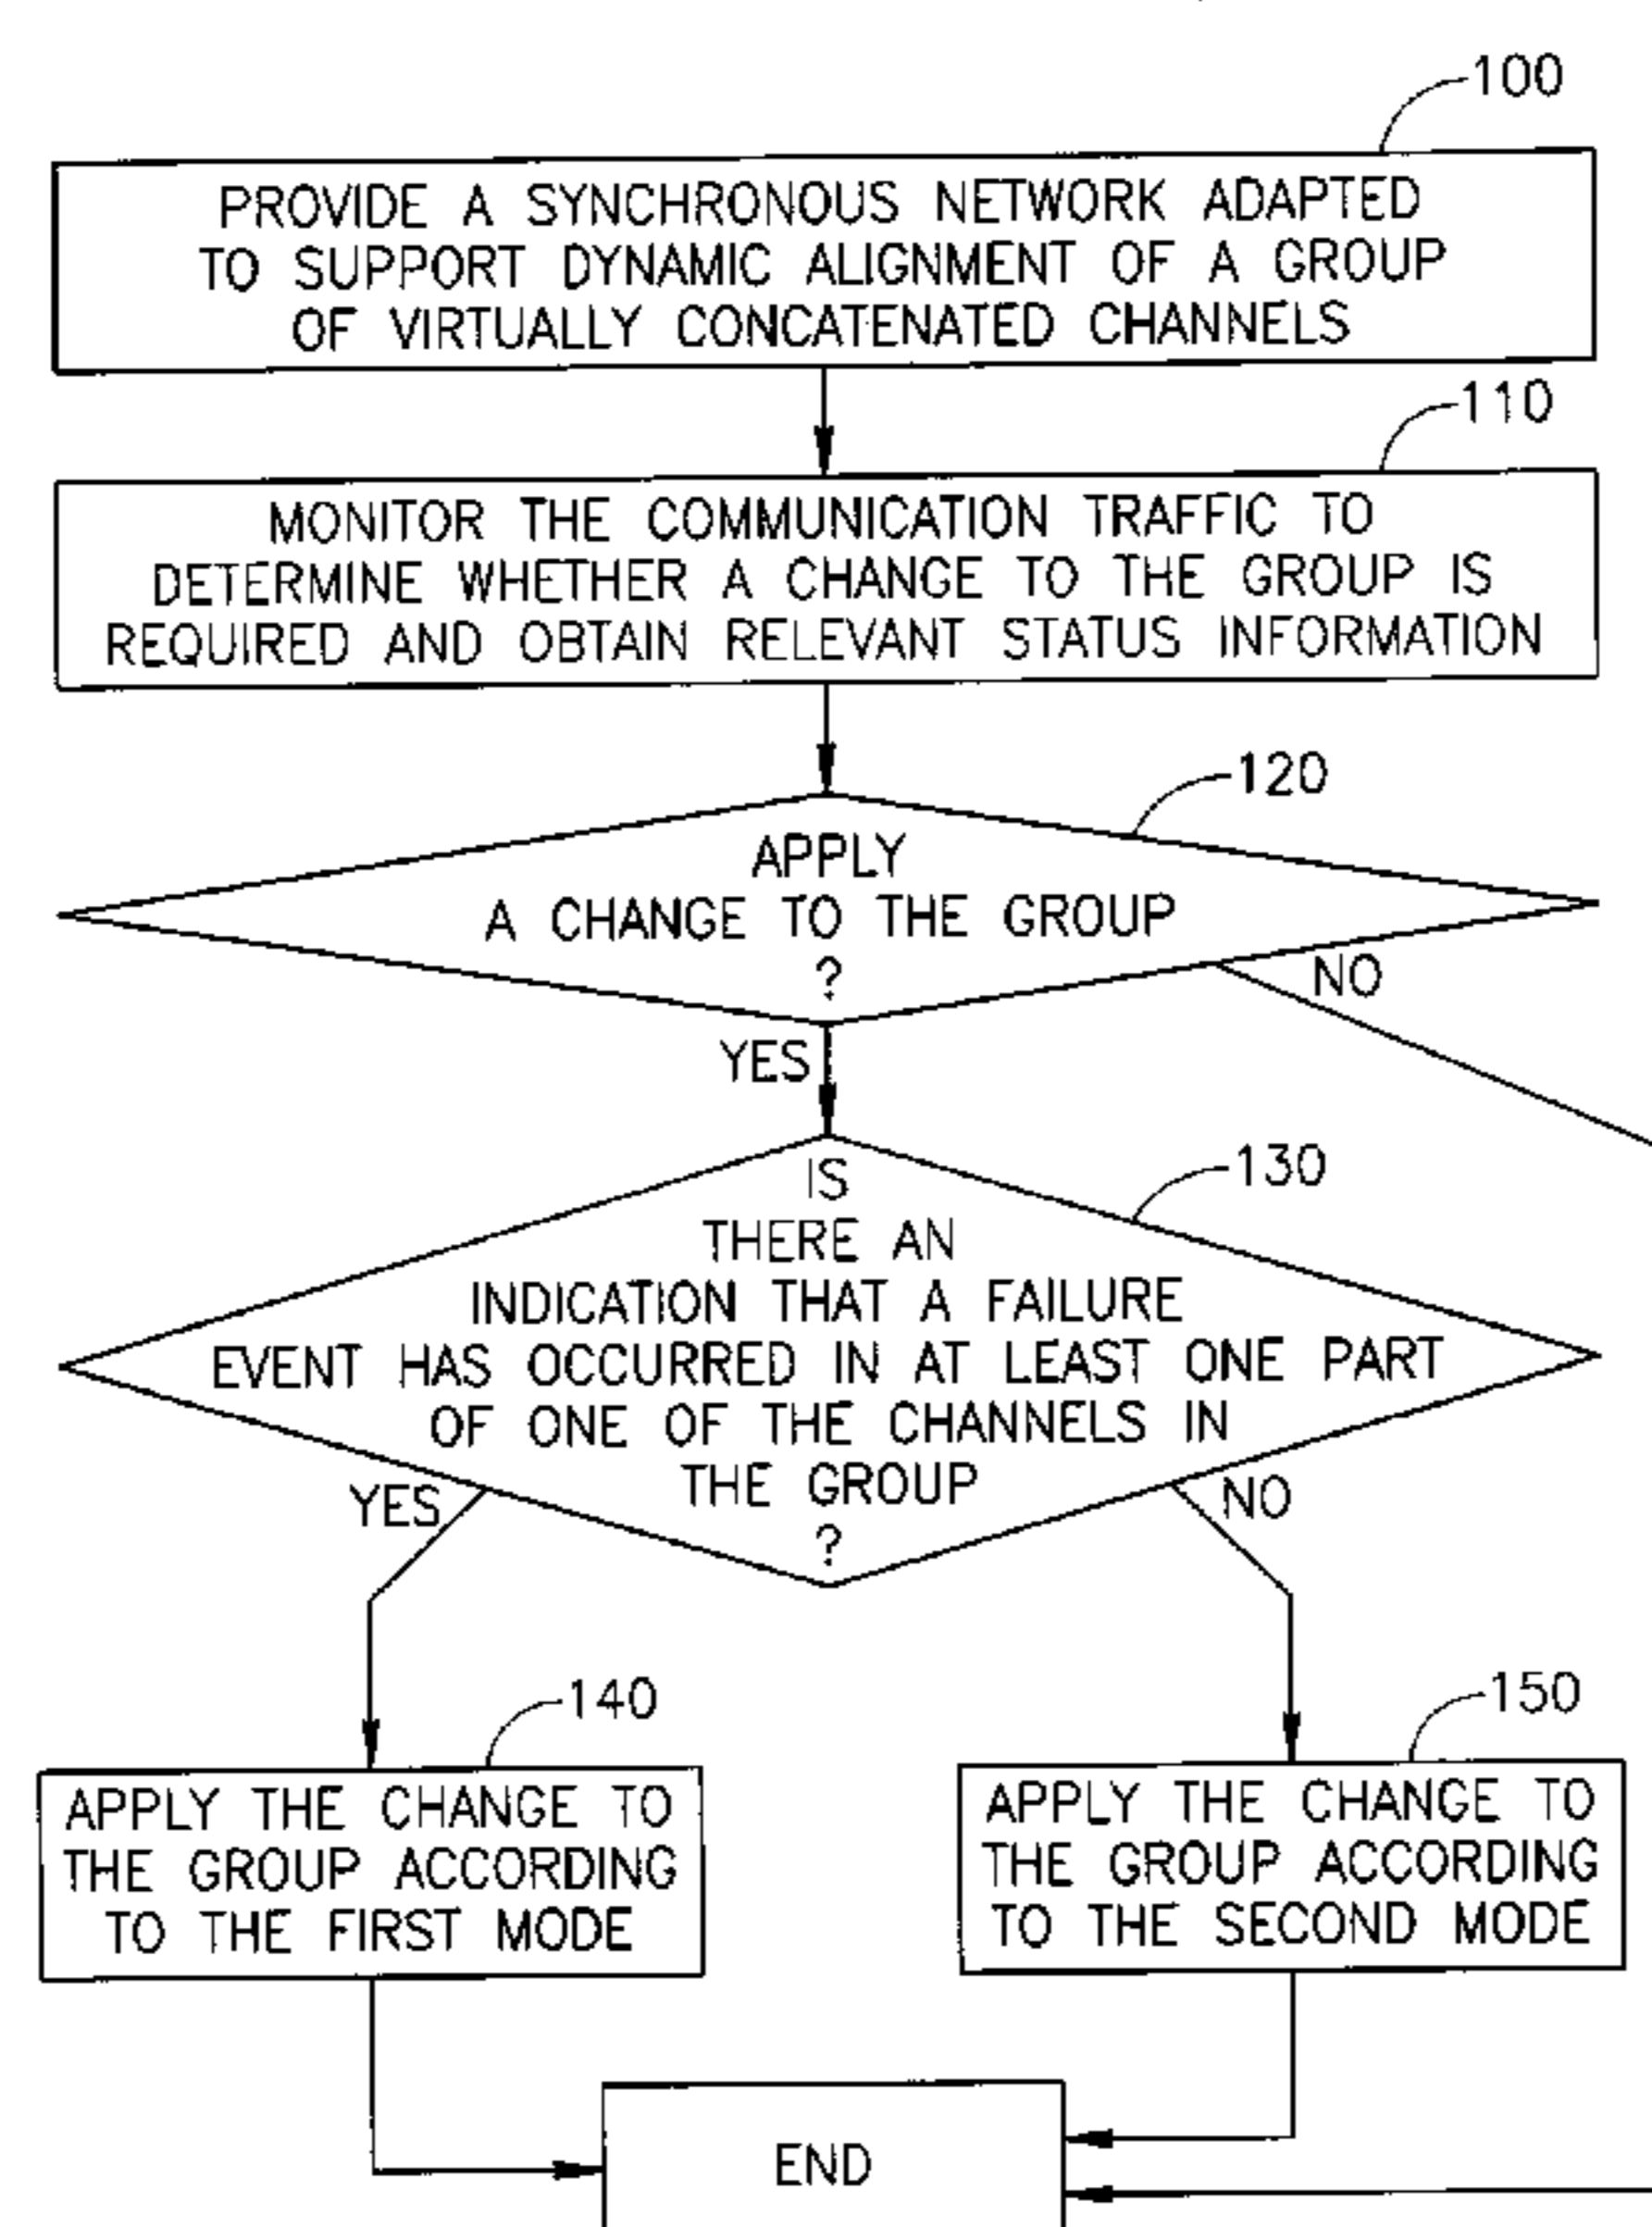 100
PROVIDE A SYNCHRONOUS NETWORK ADAPTED
TO SUPPORT DYNAMIC ALIGNMENT OF A GROUP
OF VIRTUALLY CONCATENATED CHANNELS
110
MONITOR THE COMMUNICATION TRAFFIC TO
DETERMINE WHETHER A CHANGE TO THE GROUP IS
REQUIRED AND OBTAIN RELEVANT STATUS INFORMATION
120
APPLY
A CHANGE TO THE GROUP
?
NO
YES
130
IS
THERE AN
INDICATION THAT A FAILURE
EVENT HAS OCCURRED IN AT LEAST ONE PART
OF ONE OF THE CHANNELS IN
THE GROUP
?
YES
NO
140
APPLY THE CHANGE TO
THE GROUP ACCORDING
TO THE FIRST MODE
150
APPLY THE CHANGE TO
THE GROUP ACCORDING
TO THE SECOND MODE
END